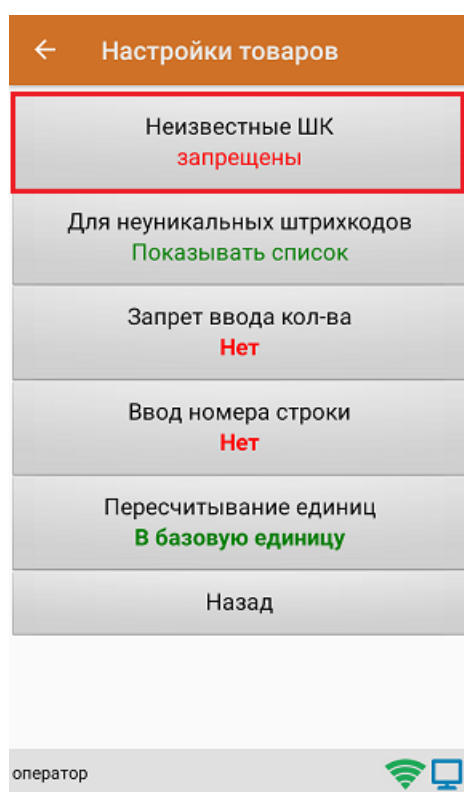 Настройки товаров
Неизвестные ШК
запрещены
Для неуникальных штрихкодов
Показывать список
Запрет ввода кол-ва
Нет
Ввод номера строки
Нет
Пересчитывание единиц
В базовую единицу
Назад
оператор